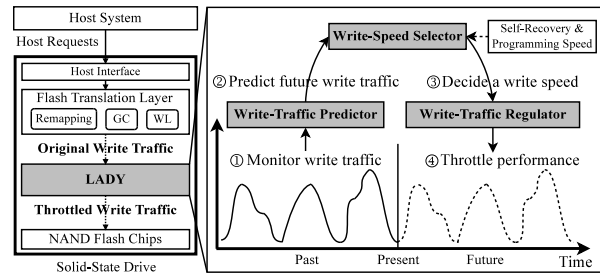 Host System
Host Requests
Host Interface
Flash Translation Layer
Remapping GC WL
Original Write Traffic
LADY
Throttled Write Traffic
NAND Flash Chips
Solid-State Drive
Write-Speed Selector
Self-Recovery &
Programming Speed
② Predict future write traffic
③ Decide a write speed
Write-Traffic Predictor
Write-Traffic Regulator
① Monitor write traffic
④ Throttle performance
Past
Present
Future
Time